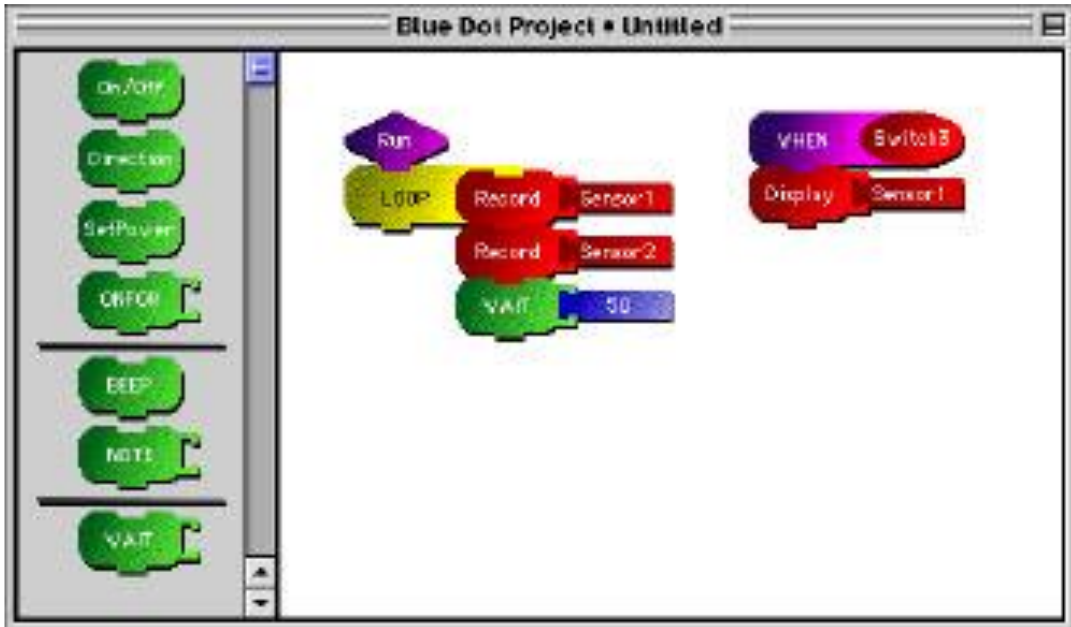 Blue Dot Project • Untitled
On/Off
Direction
SetPower
ONFOR
BEEP
NOTE
WAIT
Run
LOOP Record Sensor1
Record Sensor2
WAIT 50
WHEN Switch3
Display Sensor1